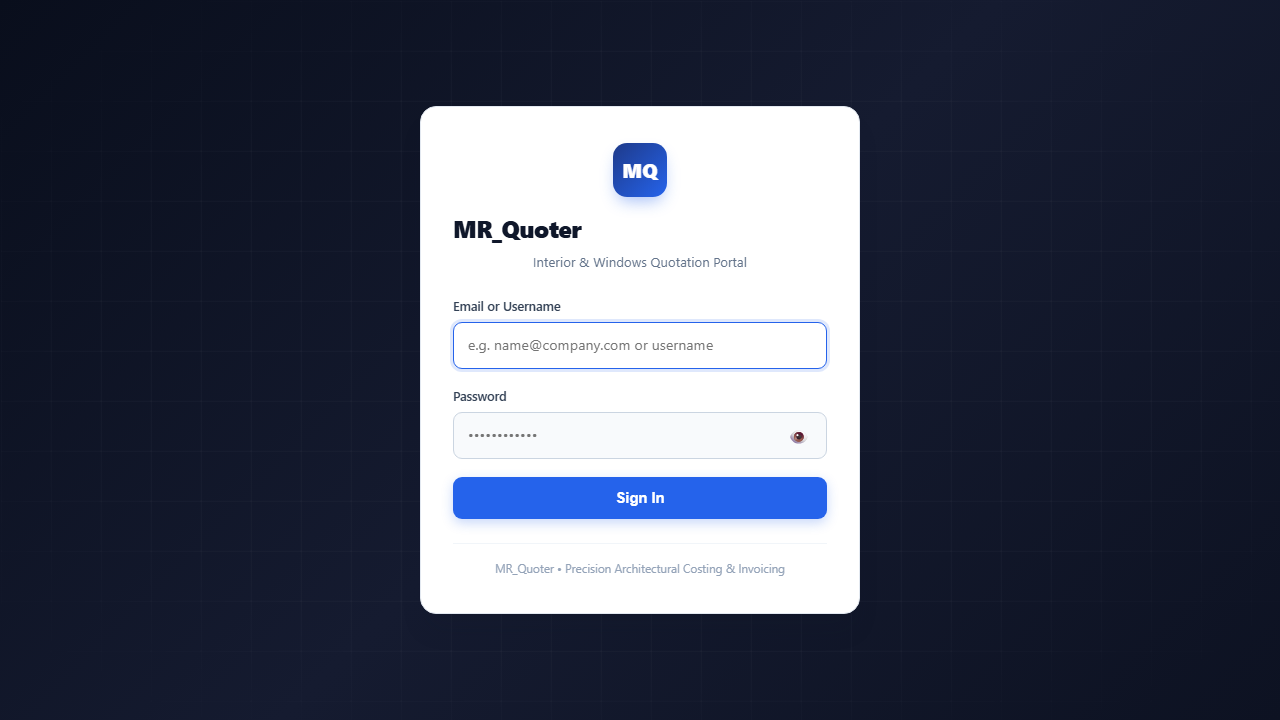 MQ
MR_Quoter
Interior & Windows Quotation Portal
Email or Username
e.g. name@company.com or username
Password
••••••••••••
Sign In
MR_Quoter • Precision Architectural Costing & Invoicing